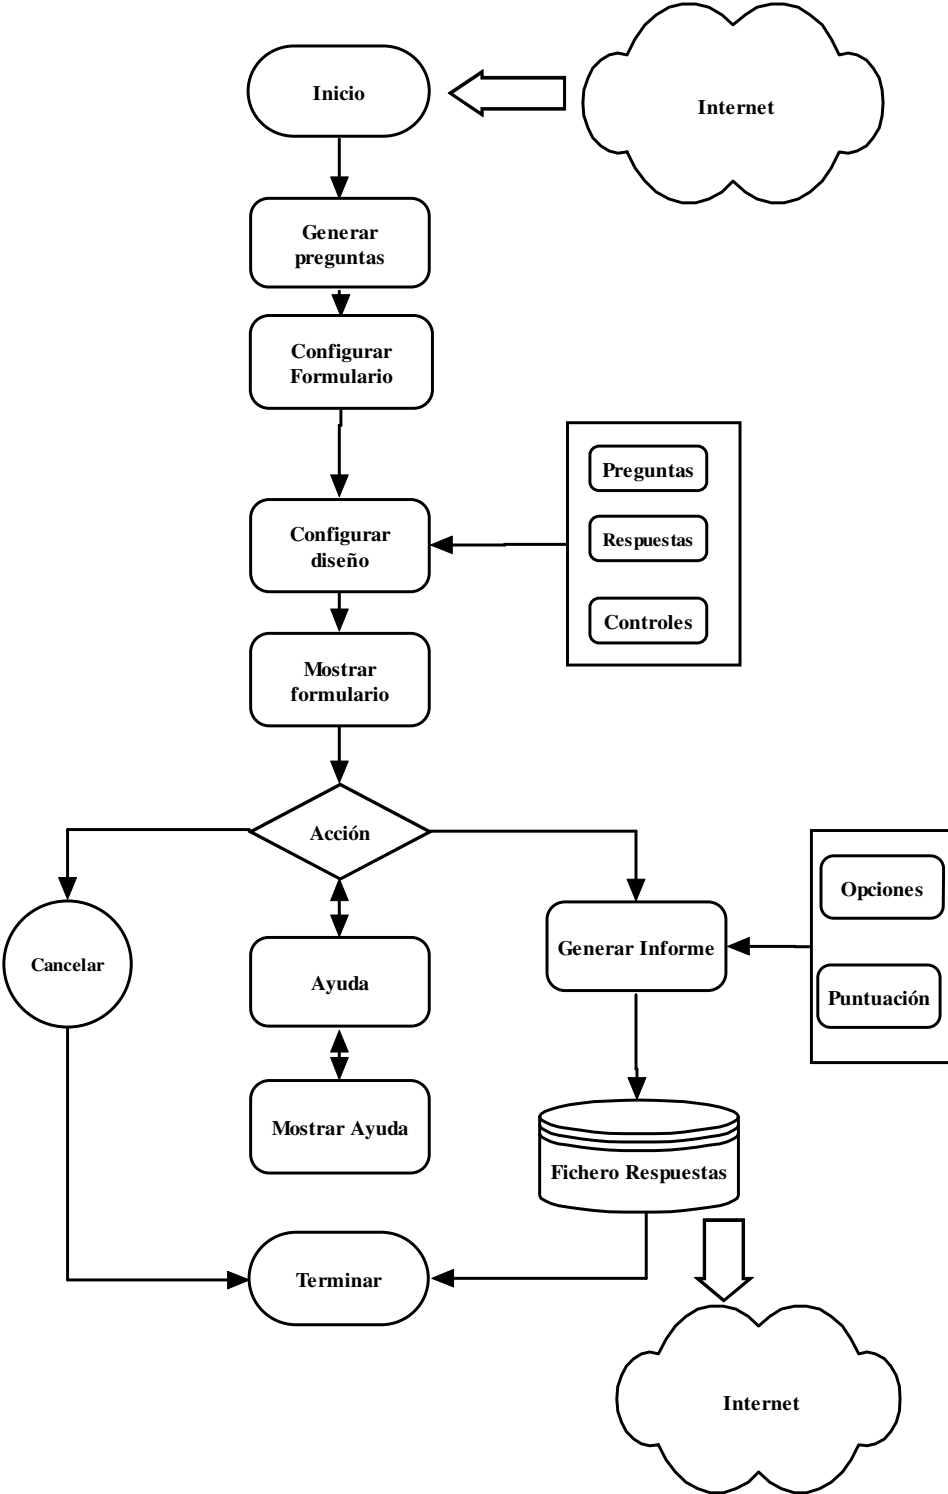 Inicio
Internet
Generar
preguntas
Configurar
Formulario
Preguntas
Respuestas
Controles
Configurar
diseño
Mostrar
formulario
Acción
Opciones
Puntuación
Cancelar
Ayuda
Generar Informe
Mostrar Ayuda
Fichero Respuestas
Terminar
Internet